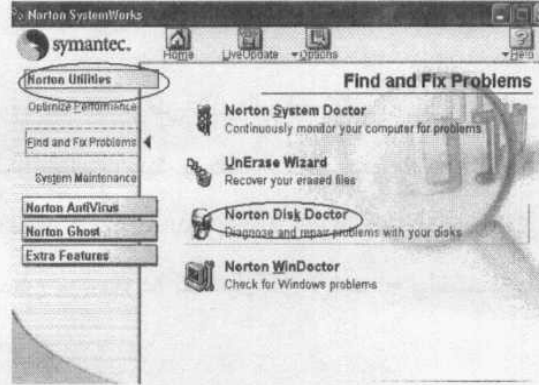 Norton SystemWorks
symantec.
Home
LiveUpdate
Options
Help
Norton Utilities
Optimize Performance
Find and Fix Problems
System Maintenance
Norton AntiVirus
Norton Ghost
Extra Features
Find and Fix Problems
Norton System Doctor
Continuously monitor your computer for problems
UnErase Wizard
Recover your erased files
Norton Disk Doctor
Diagnose and repair problems with your disks
Norton WinDoctor
Check for Windows problems